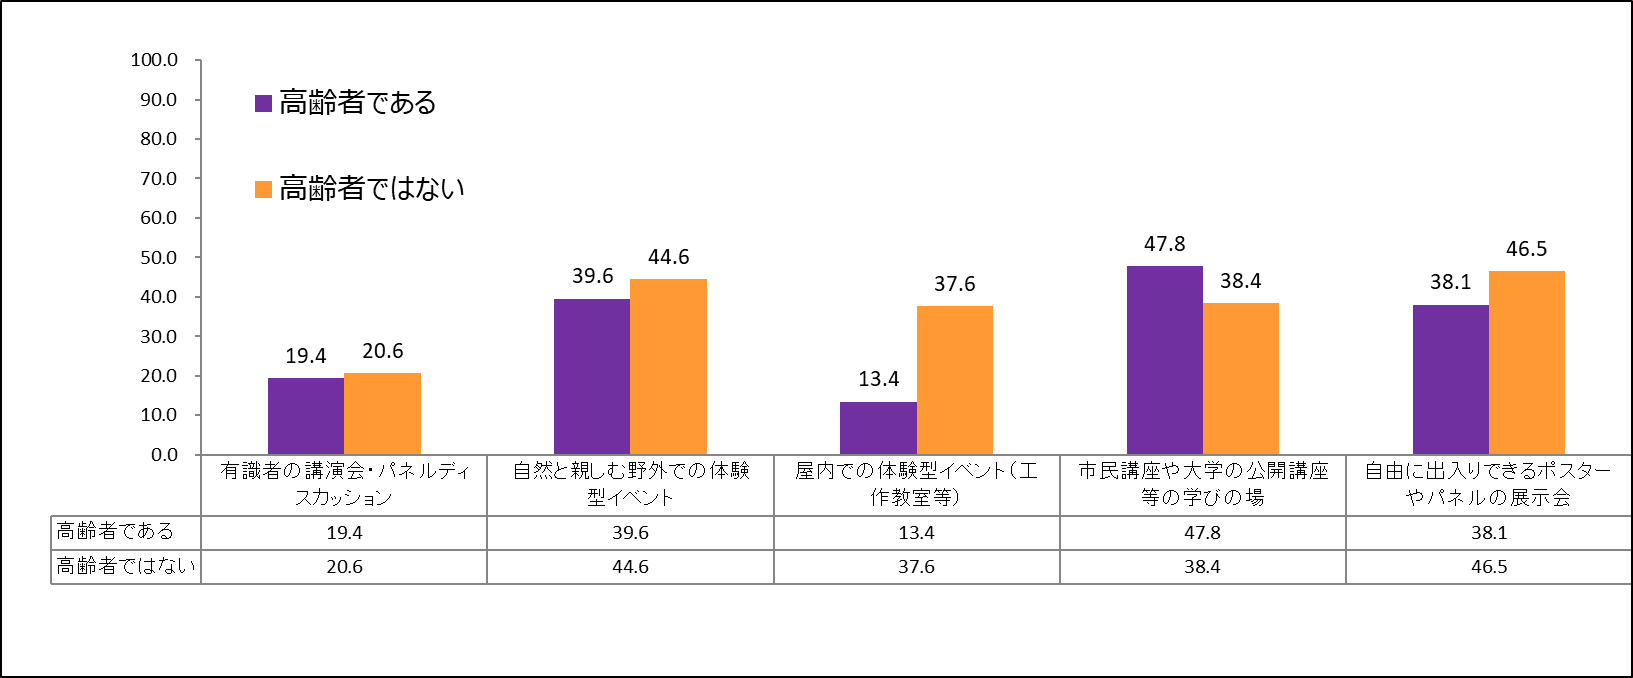 100.0
90.0
80.0
70.0
60.0
50.0
40.0
30.0
20.0
10.0
0.0
高齢者である
高齢者ではない
19.4
20.6
39.6
44.6
13.4
37.6
47.8
38.4
38.1
46.5
有識者の講演会・パネルディ
スカッション
自然と親しむ野外での体験
型イベント
屋内での体験型イベント（工
作教室等）
市民講座や大学の公開講座
等の学びの場
自由に出入りできるポスター
やパネルの展示会
高齢者である 19.4 39.6 13.4 47.8 38.1
高齢者ではない 20.6 44.6 37.6 38.4 46.5